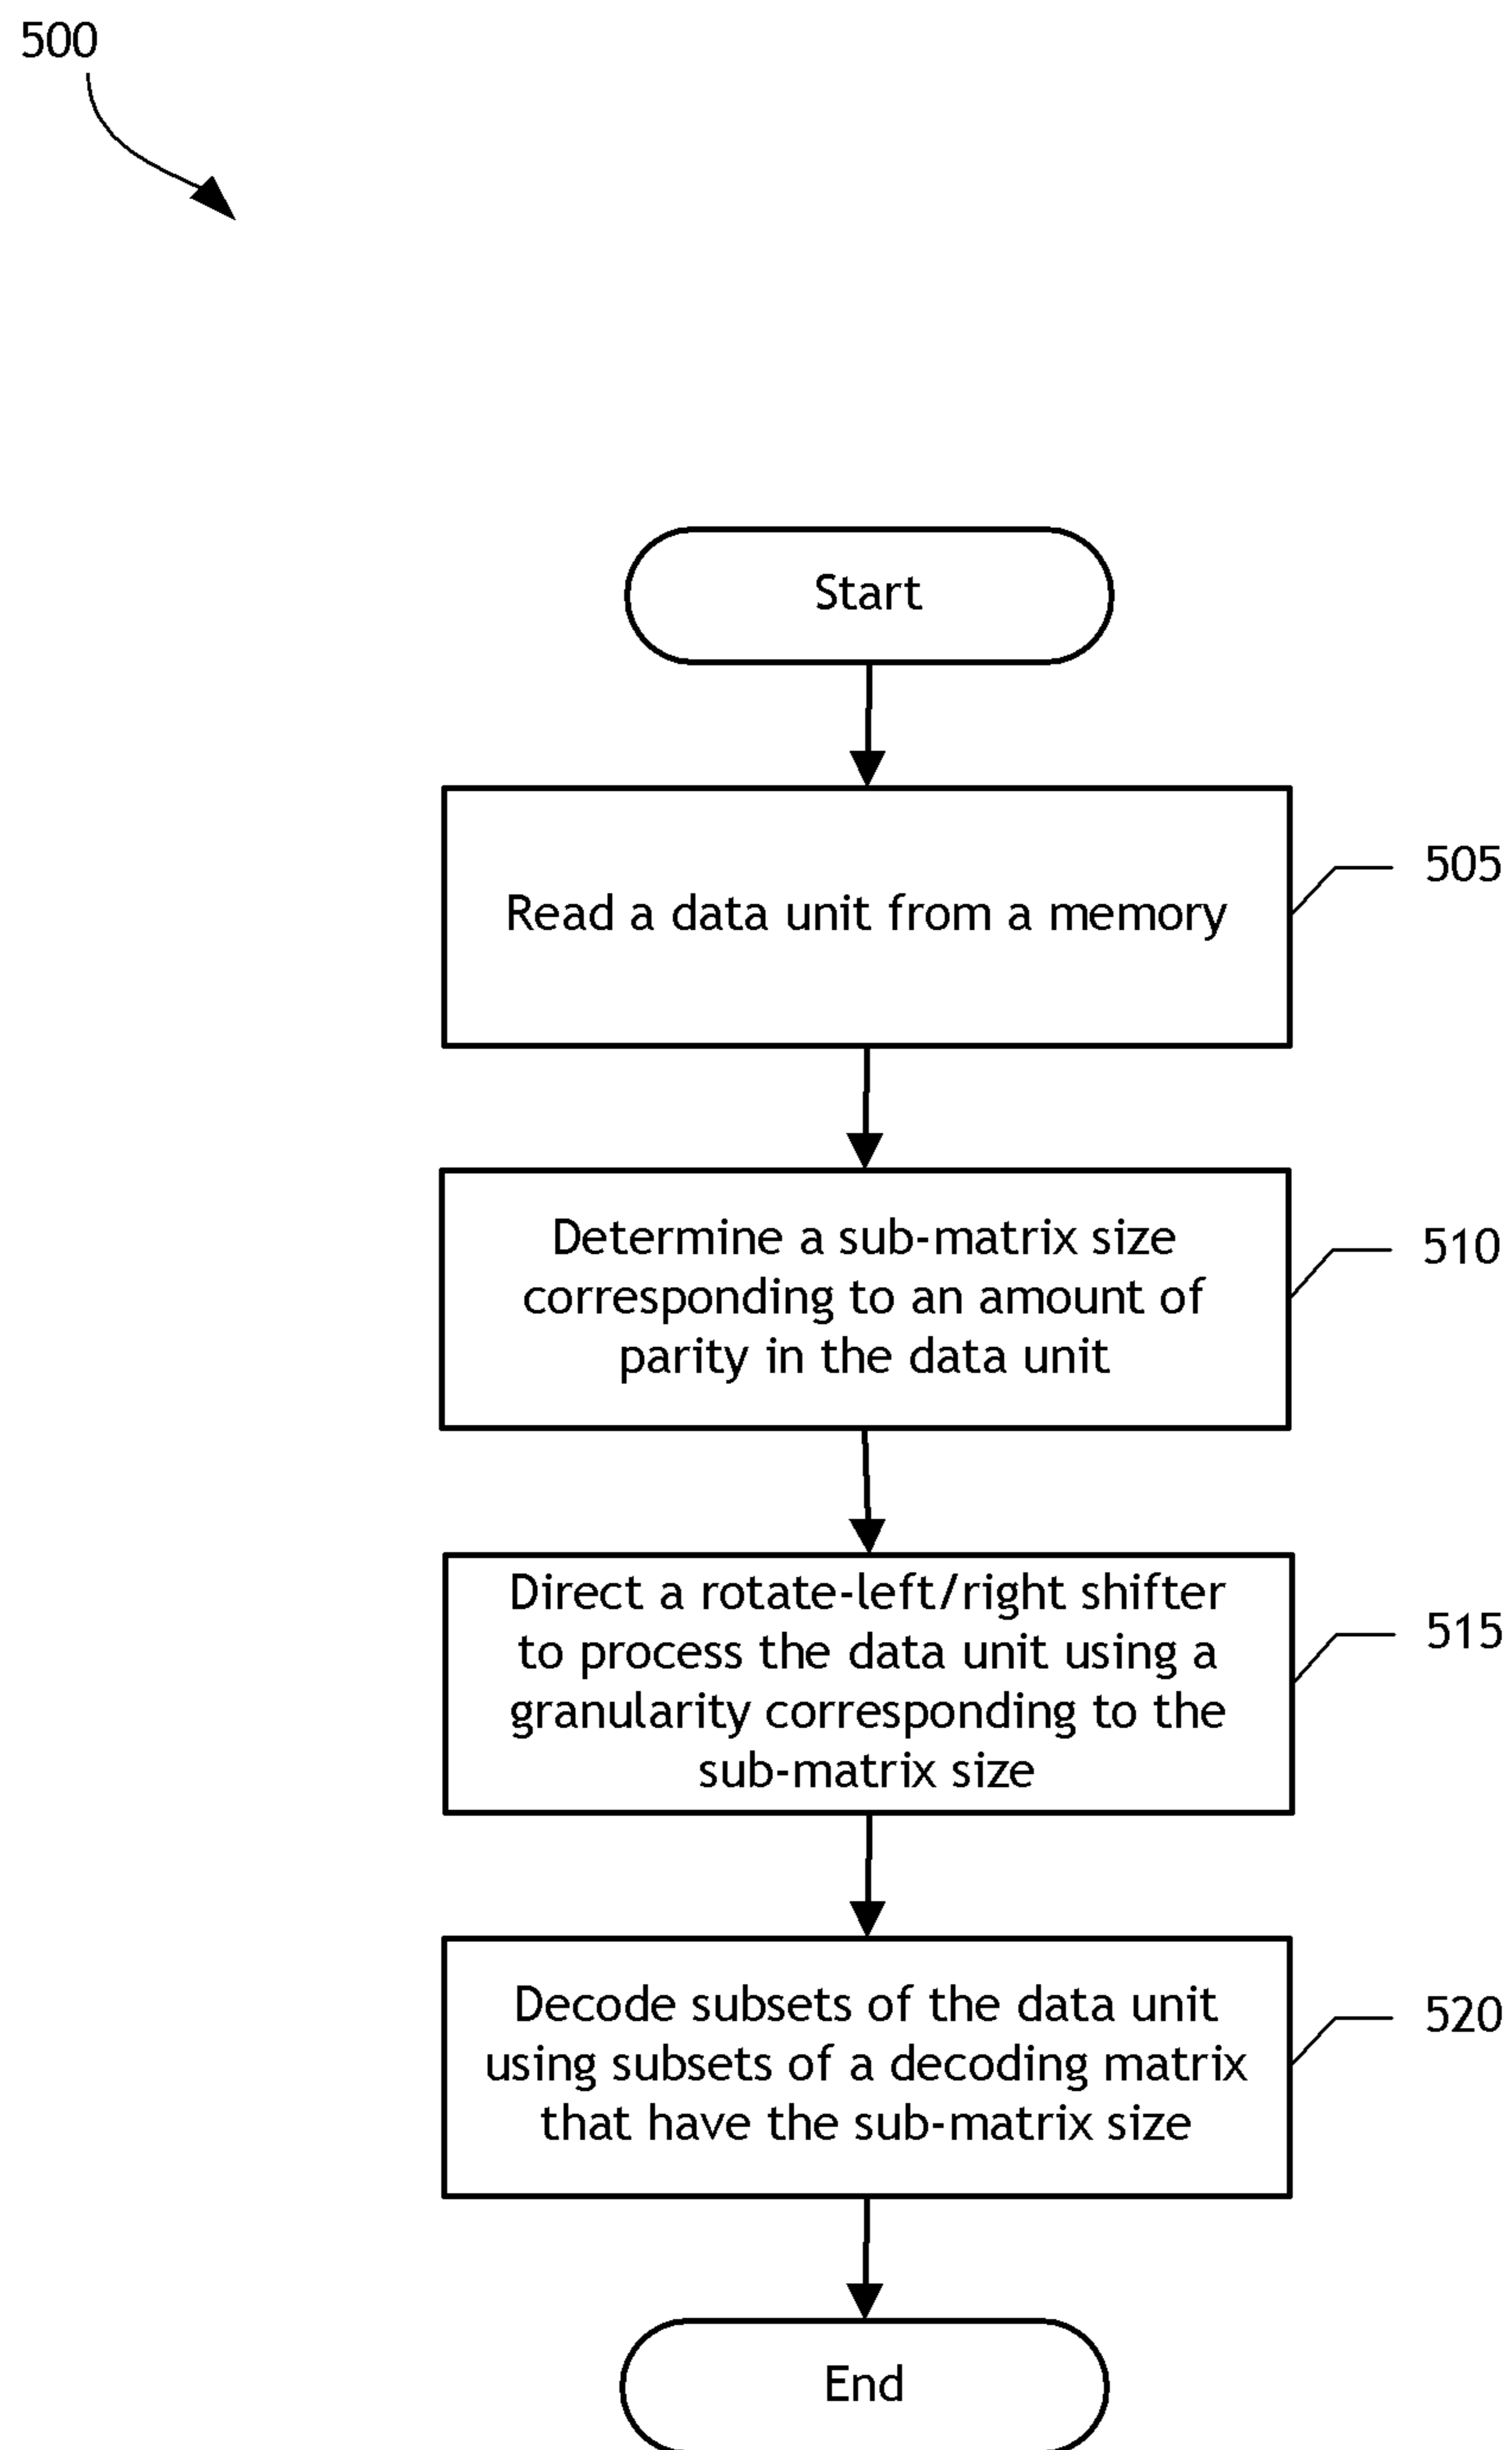 500
Start
Read a data unit from a memory
505
Determine a sub-matrix size
corresponding to an amount of
parity in the data unit
510
Direct a rotate-left/right shifter
to process the data unit using a
granularity corresponding to the
sub-matrix size
515
Decode subsets of the data unit
using subsets of a decoding matrix
that have the sub-matrix size
520
End